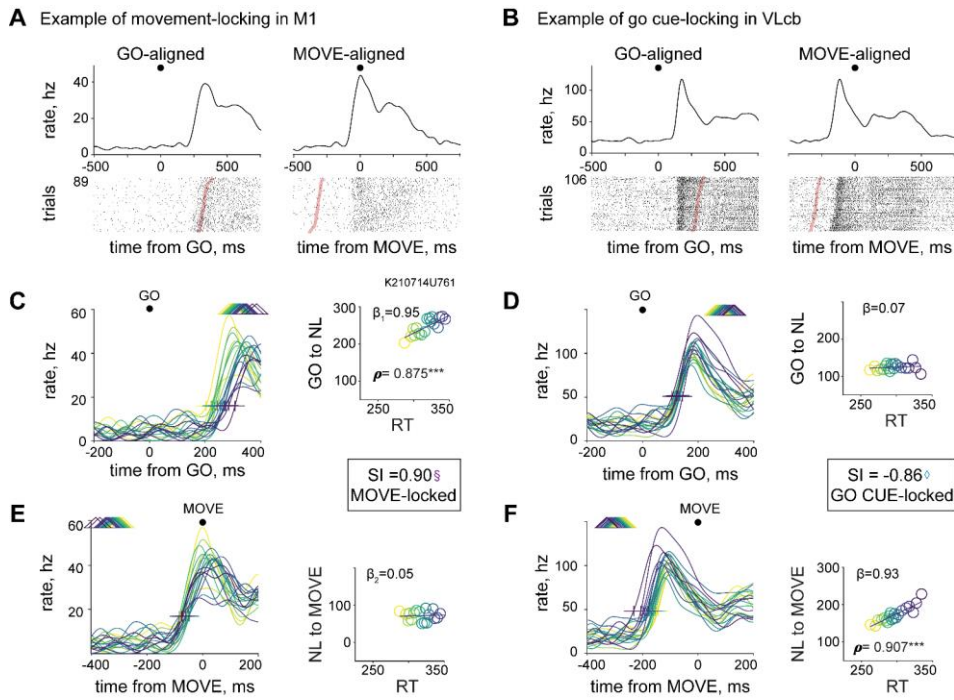 A Example of movement-locking in M1
GO-aligned MOVE-aligned
rate, hz
40
20
0
-500 0 500 -500 0 500
89
trials
time from GO, ms time from MOVE, ms
B Example of go cue-locking in VLcb
GO-aligned MOVE-aligned
rate, hz
100
50
0
-500 0 500 -500 0 500
106
trials
time from GO, ms time from MOVE, ms
C
GO
rate, hz
60
40
20
0
-200 0 200 400
time from GO, ms
K210714U761
GO to NL
300
200
100
β₁=0.95
ρ= 0.875***
250 350
RT
D
GO
rate, hz
100
50
0
-200 0 200 400
time from GO, ms
GO to NL
300
200
100
β=0.07
250 350
RT
SI =0.90§
MOVE-locked
SI = -0.86◊
GO CUE-locked
E
MOVE
rate, hz
60
40
20
-400 -200 0 200
time from MOVE, ms
NL to MOVE
200
100
0
β₂=0.05
250 350
RT
F
MOVE
rate, hz
150
100
50
0
-400 -200 0 200
time from MOVE, ms
NL to MOVE
300
200
100
β=0.93
ρ= 0.907***
250 350
RT